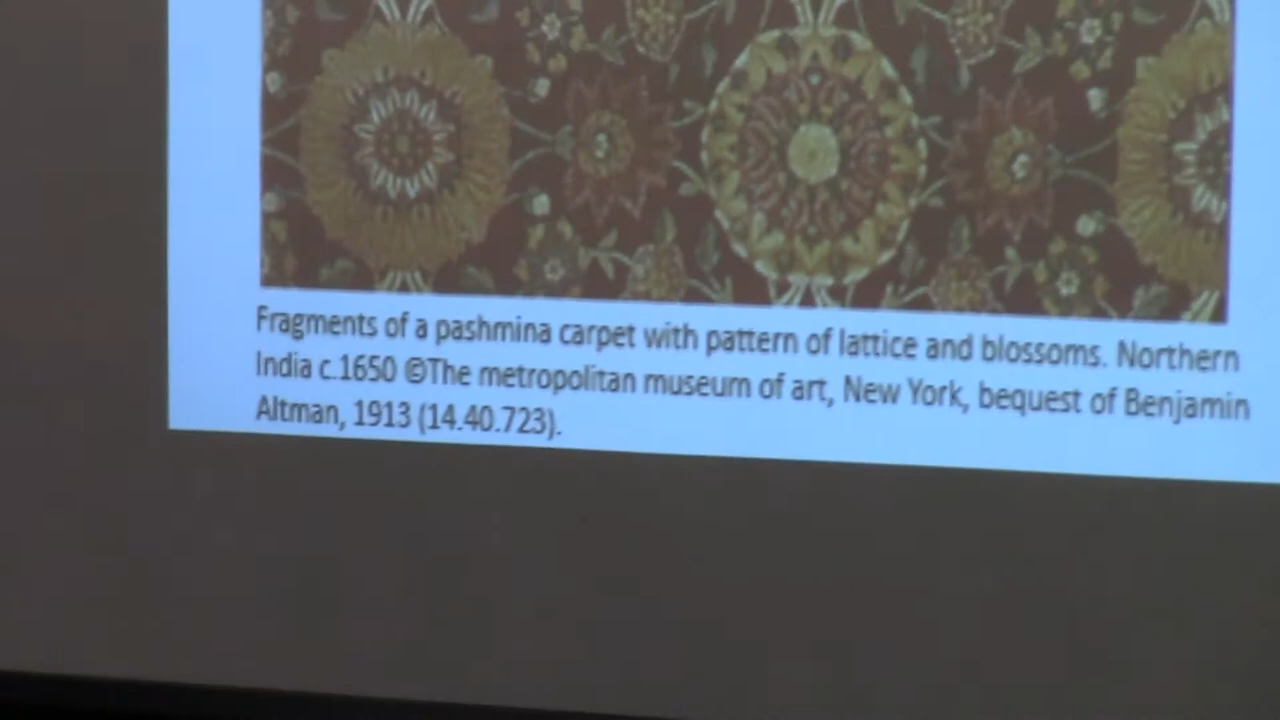 Fragments of a pashmina carpet with pattern of lattice and blossoms. Northern
India c.1650 ©The metropolitan museum of art, New York, bequest of Benjamin
Altman, 1913 (14.40.723).